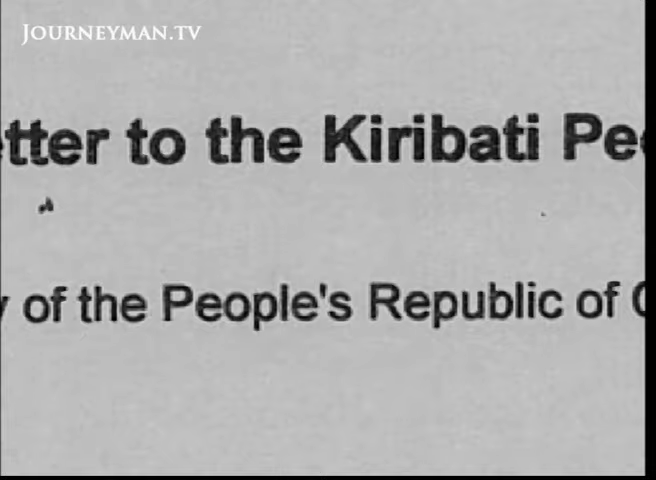 JOURNEYMAN.TV
tter to the Kiribati Pe
of the People's Republic of